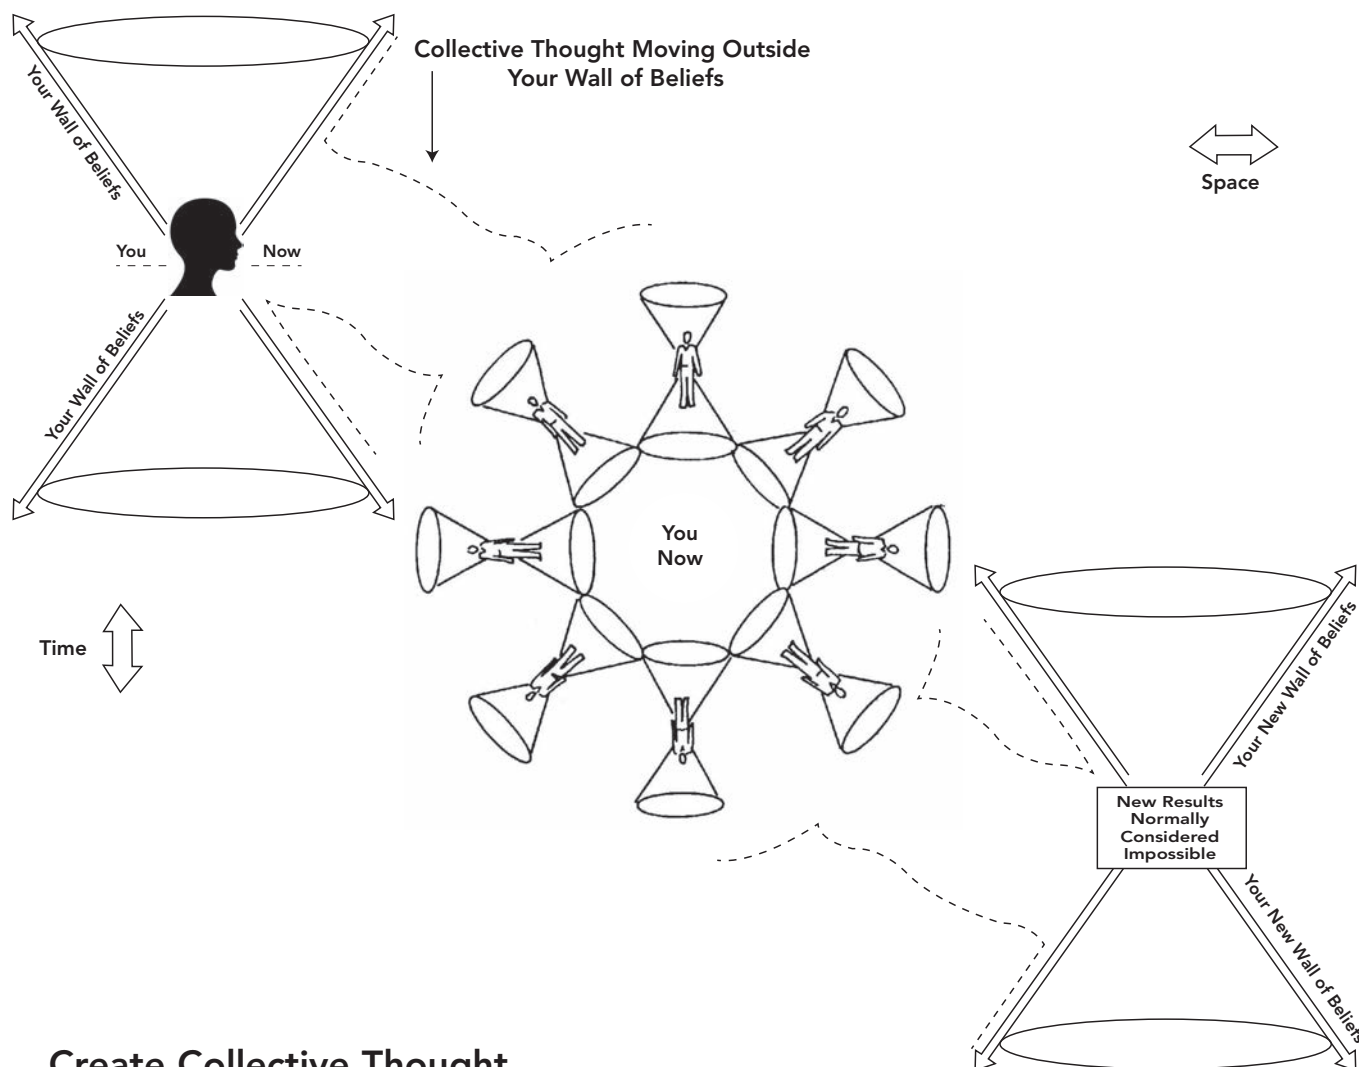 Collective Thought Moving Outside
Your Wall of Beliefs
Your Wall of Beliefs
Space
You
Now
Your Wall of Beliefs
You
Now
Time
Your New Wall of Beliefs
New Results
Normally
Considered
Impossible
Your New Wall of Beliefs
Create Collective Thought